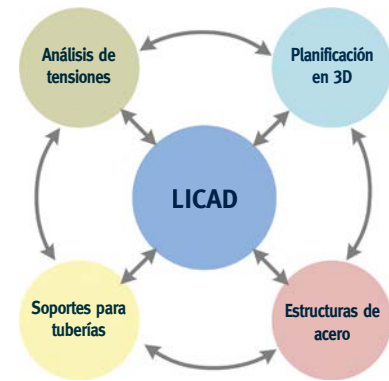 Análisis de
tensiones
Planificación
en 3D
LICAD
Soportes para
tuberías
Estructuras de
acero